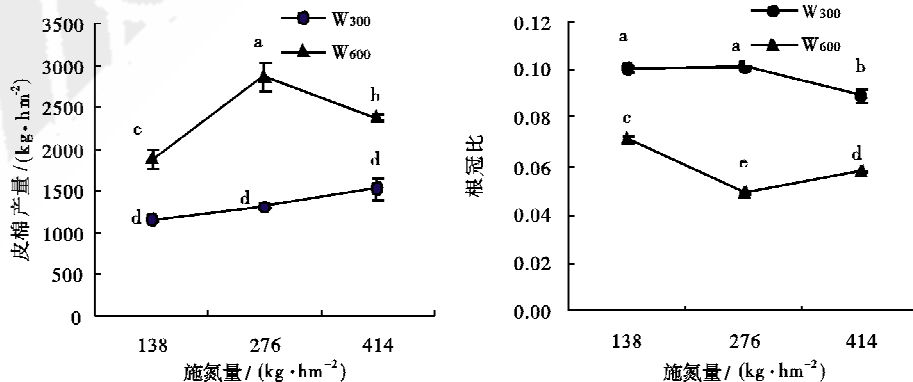 3500
3000
2500
2000
1500
1000
500
0
皮棉产量/(kg·hm-2)
W300
W600
a
h
c
d
d
d
138 276 414
施氮量/(kg·hm-2)
0.12
0.10
0.08
0.06
0.04
0.02
0.00
根冠比
W300
W600
a a b
c
e
d
138 276 414
施氮量/(kg·hm-2)